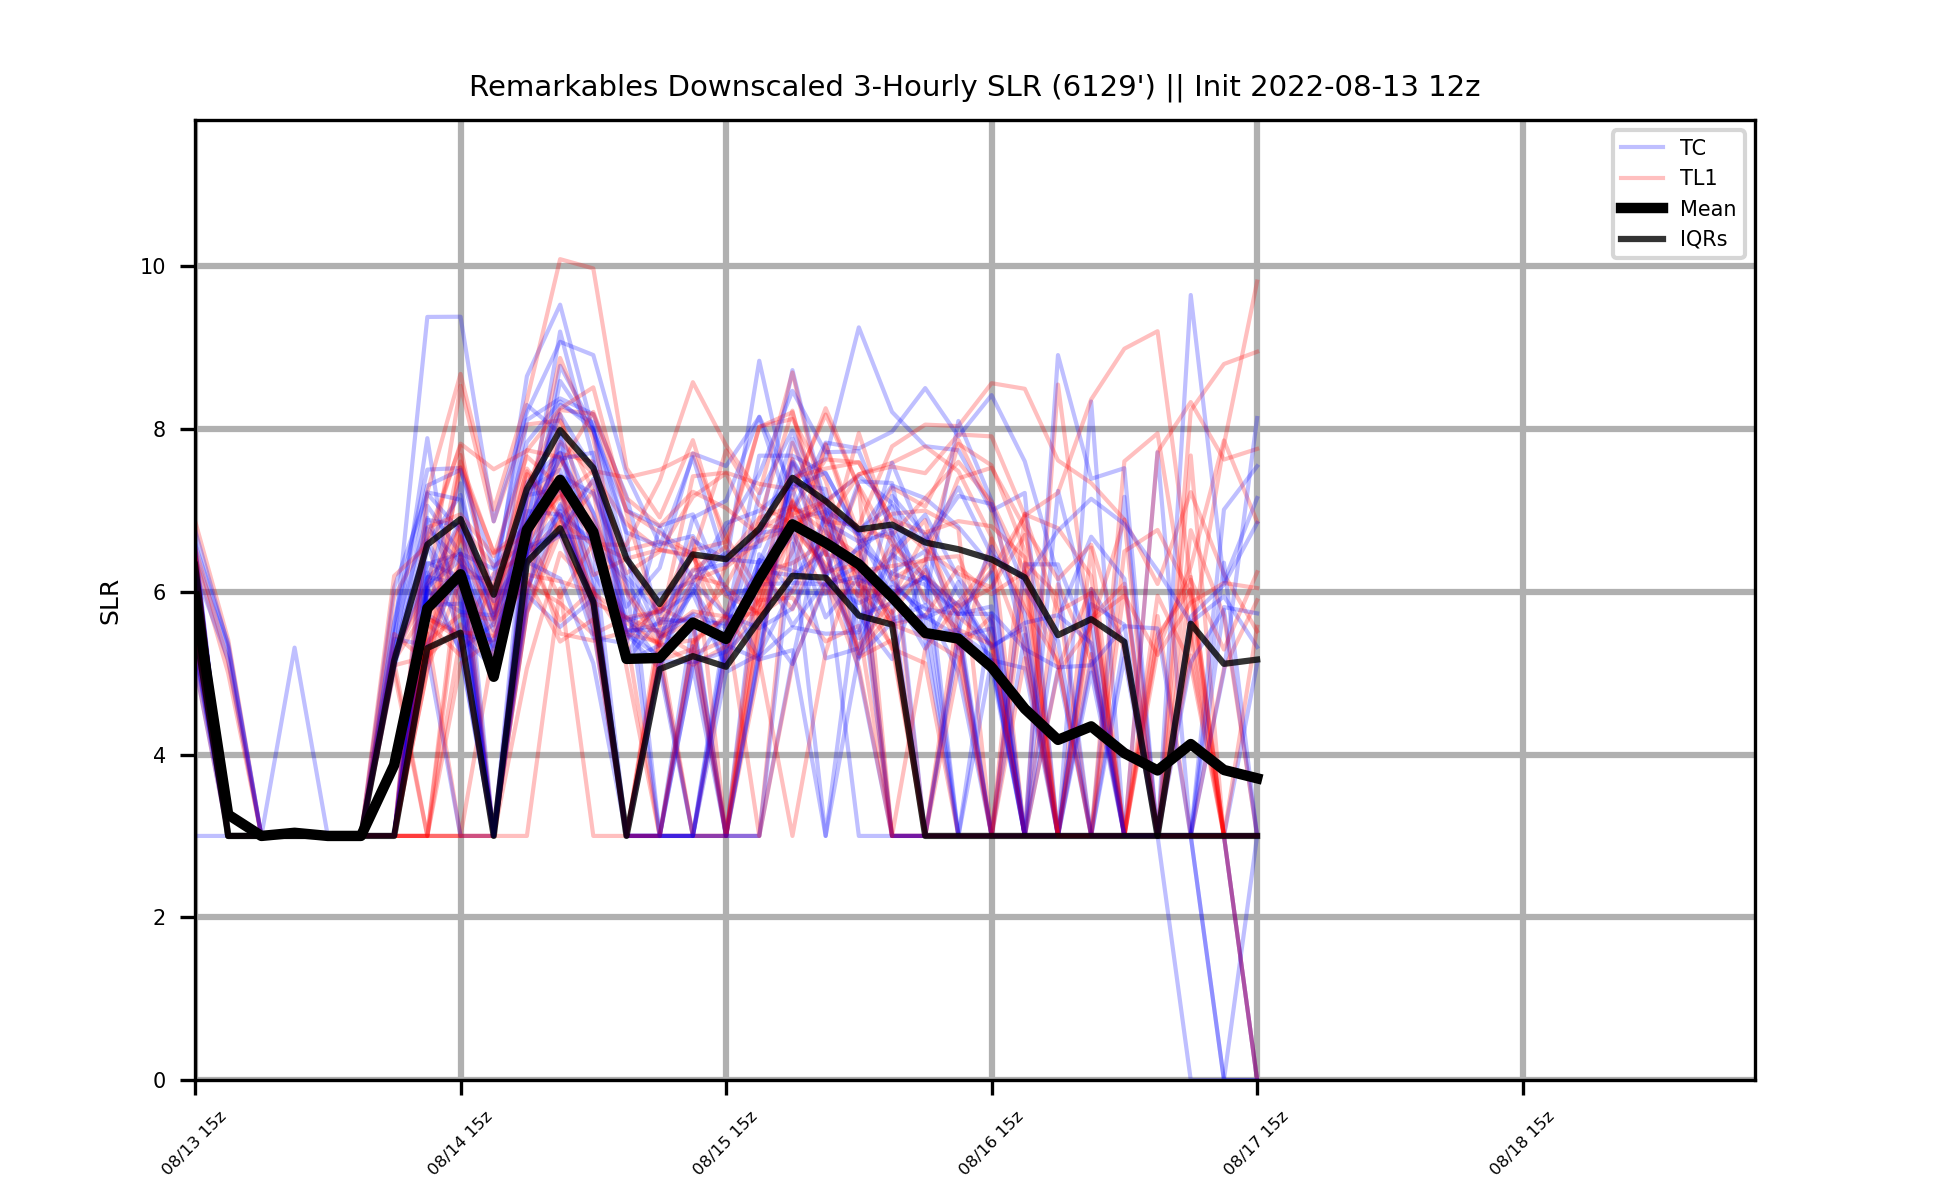 Remarkables Downscaled 3-Hourly SLR (6129') || Init 2022-08-13 12z
TC
TL1
Mean
IQRs
SLR
10
8
6
4
2
0
08/13 15z
08/14 15z
08/15 15z
08/16 15z
08/17 15z
08/18 15z